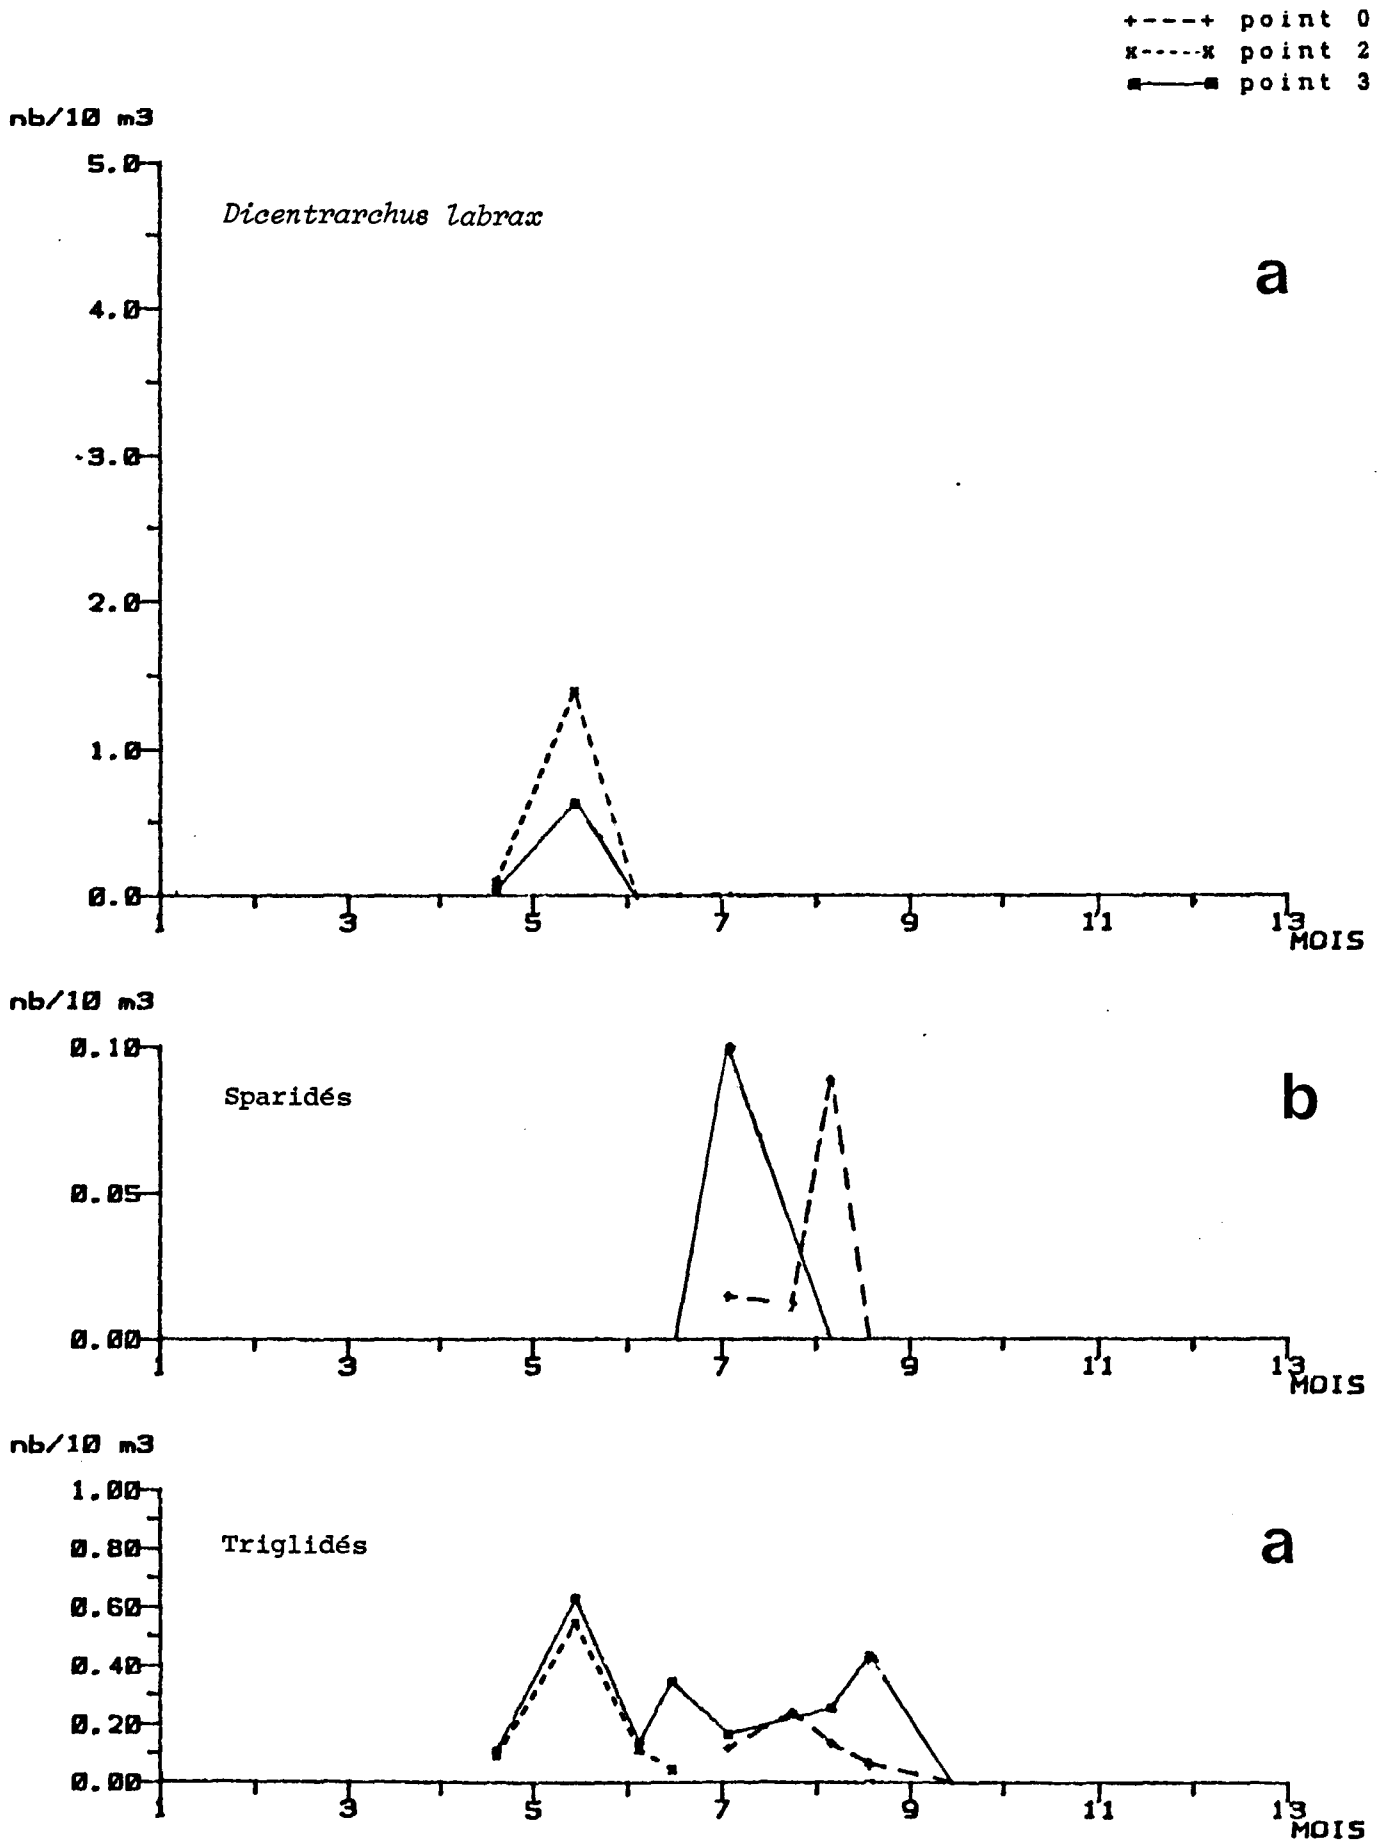 +----+ point 0
x-----x point 2
■——■ point 3
nb/10 m3
5.0
Dicentrarchus labrax
a
4.0
3.0
2.0
1.0
0.0
1 3 5 7 9 11 13
MOIS
nb/10 m3
0.10
Sparidés
b
0.05
0.00
1 3 5 7 9 11 13
MOIS
nb/10 m3
1.00
Triglidés
a
0.80
0.60
0.40
0.20
0.00
1 3 5 7 9 11 13
MOIS